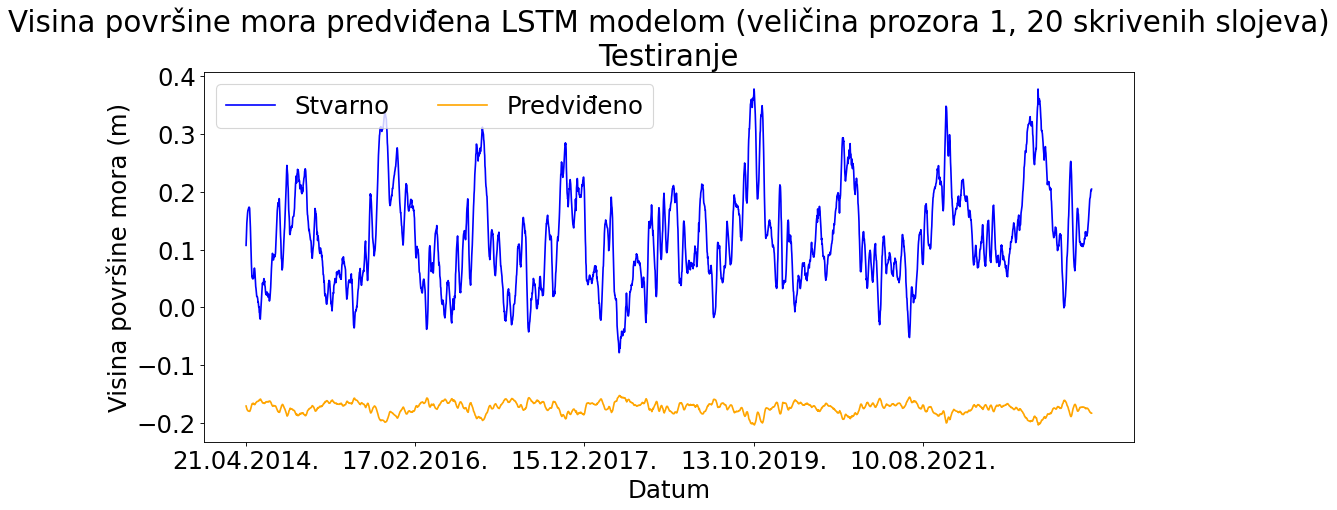 Visina površine mora predviđena LSTM modelom (veličina prozora 1, 20 skrivenih slojeva)
Testiranje
Stvarno Predviđeno
Visina površine mora (m)
0.4
0.3
0.2
0.1
0.0
−0.1
−0.2
21.04.2014. 17.02.2016. 15.12.2017. 13.10.2019. 10.08.2021.
Datum